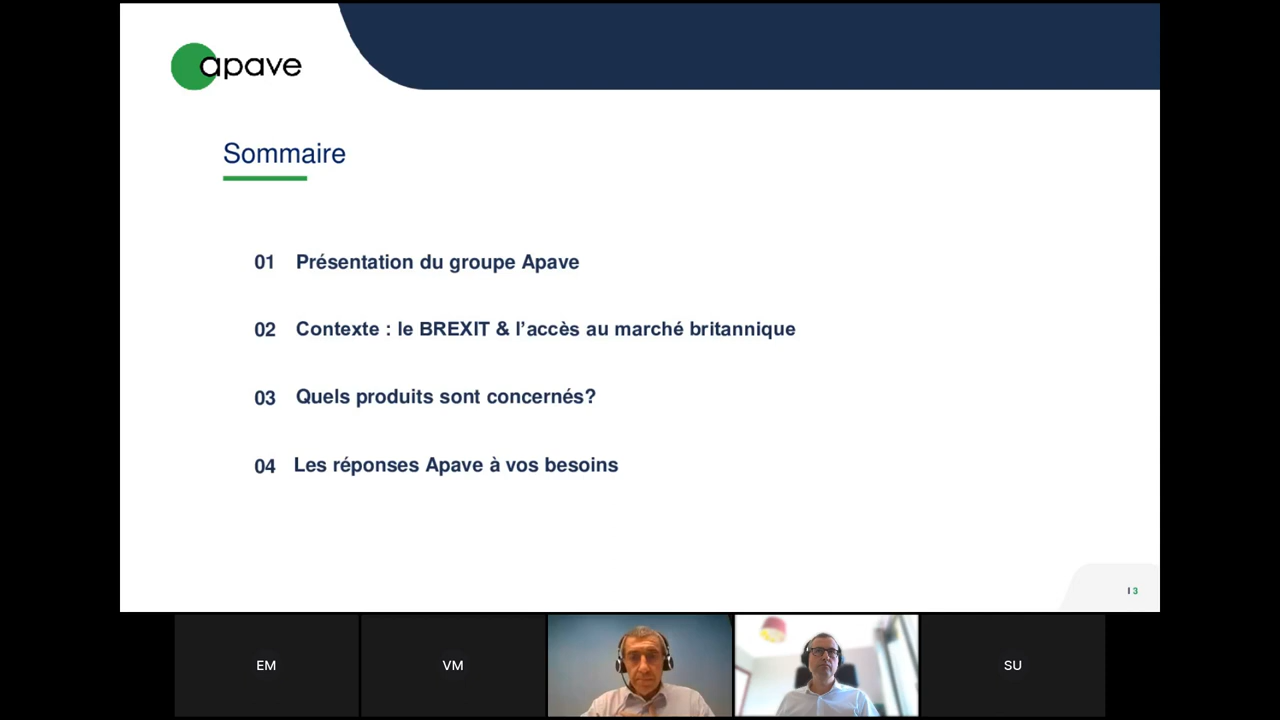 apave
Sommaire
01 Présentation du groupe Apave
02 Contexte : le BREXIT & l’accès au marché britannique
03 Quels produits sont concernés?
04 Les réponses Apave à vos besoins
I 3
EM
VM
SU